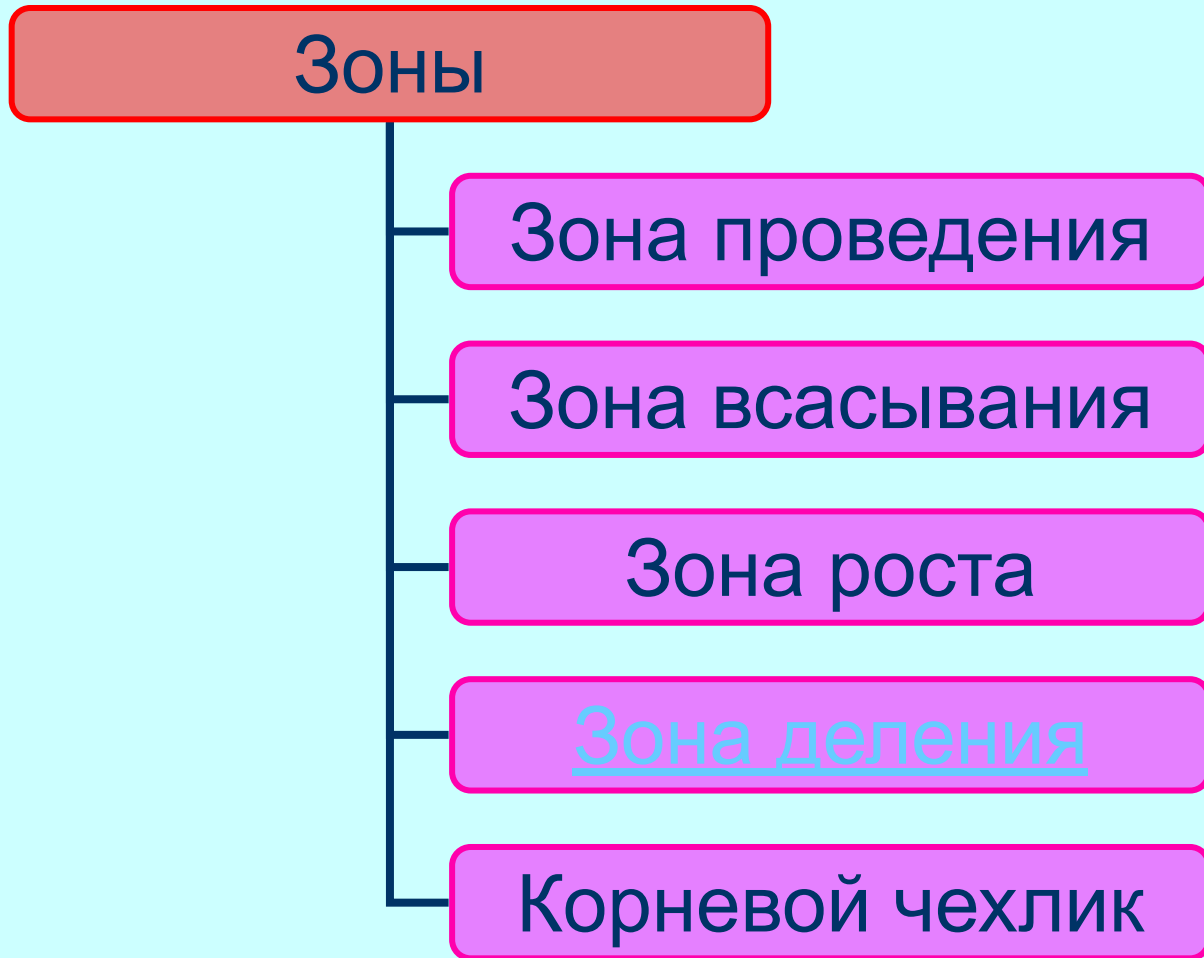 Зоны
Зона проведения
Зона всасывания
Зона роста
Зона деления
Корневой чехлик